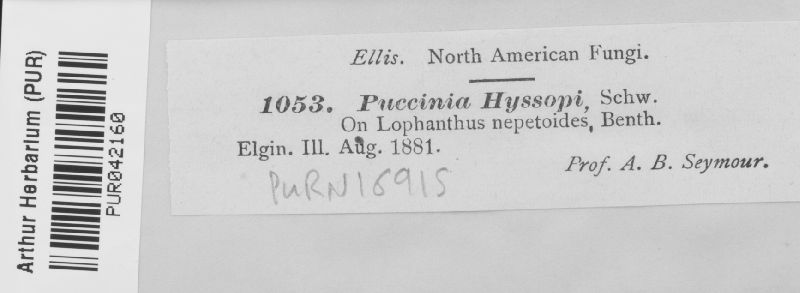 Arthur Herbarium (PUR)
PUR042160
Ellis. North American Fungi.
1053. Puccinia Hyssopi, Schw.
On Lophanthus nepetoides, Benth.
Elgin. Ill. Aug. 1881.
Prof. A. B. Seymour.
PURN16915